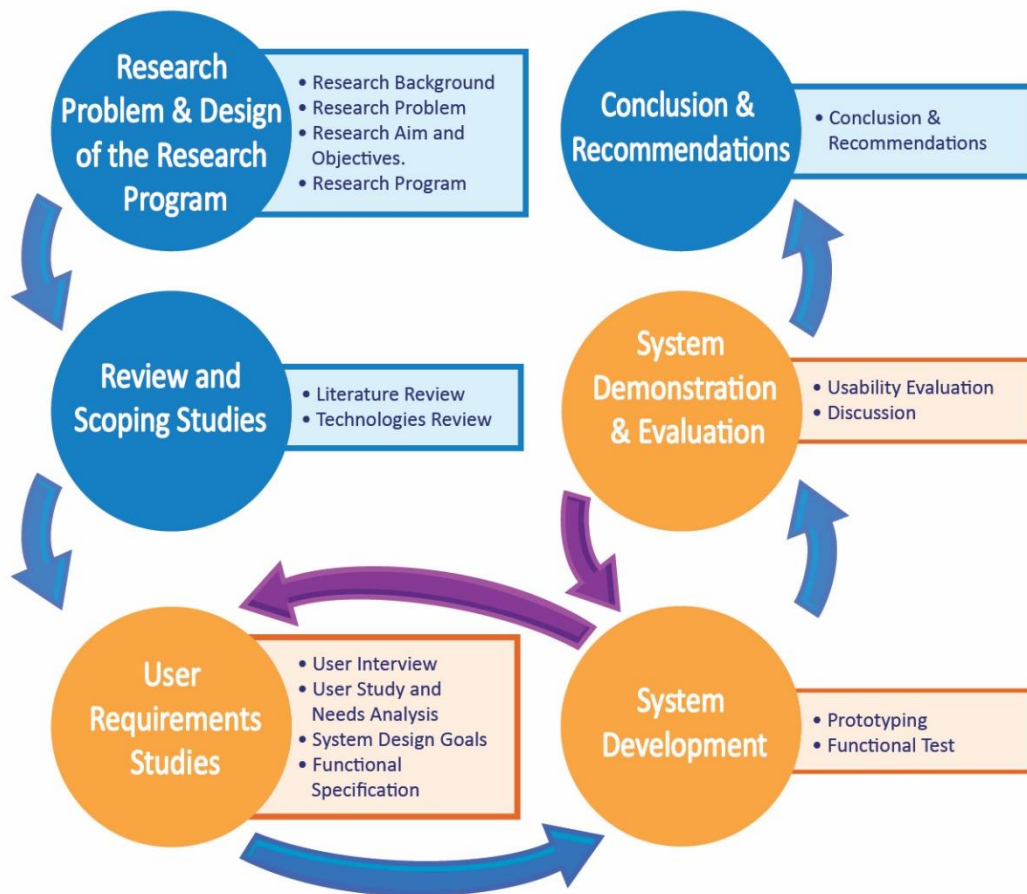 Research
Problem & Design
of the Research
Program
• Research Background
• Research Problem
• Research Aim and
Objectives.
• Research Program
Review and
Scoping Studies
• Literature Review
• Technologies Review
User
Requirements
Studies
• User Interview
• User Study and
Needs Analysis
• System Design Goals
• Functional
Specification
System
Development
• Prototyping
• Functional Test
System
Demonstration
& Evaluation
• Usability Evaluation
• Discussion
Conclusion &
Recommendations
• Conclusion &
Recommendations